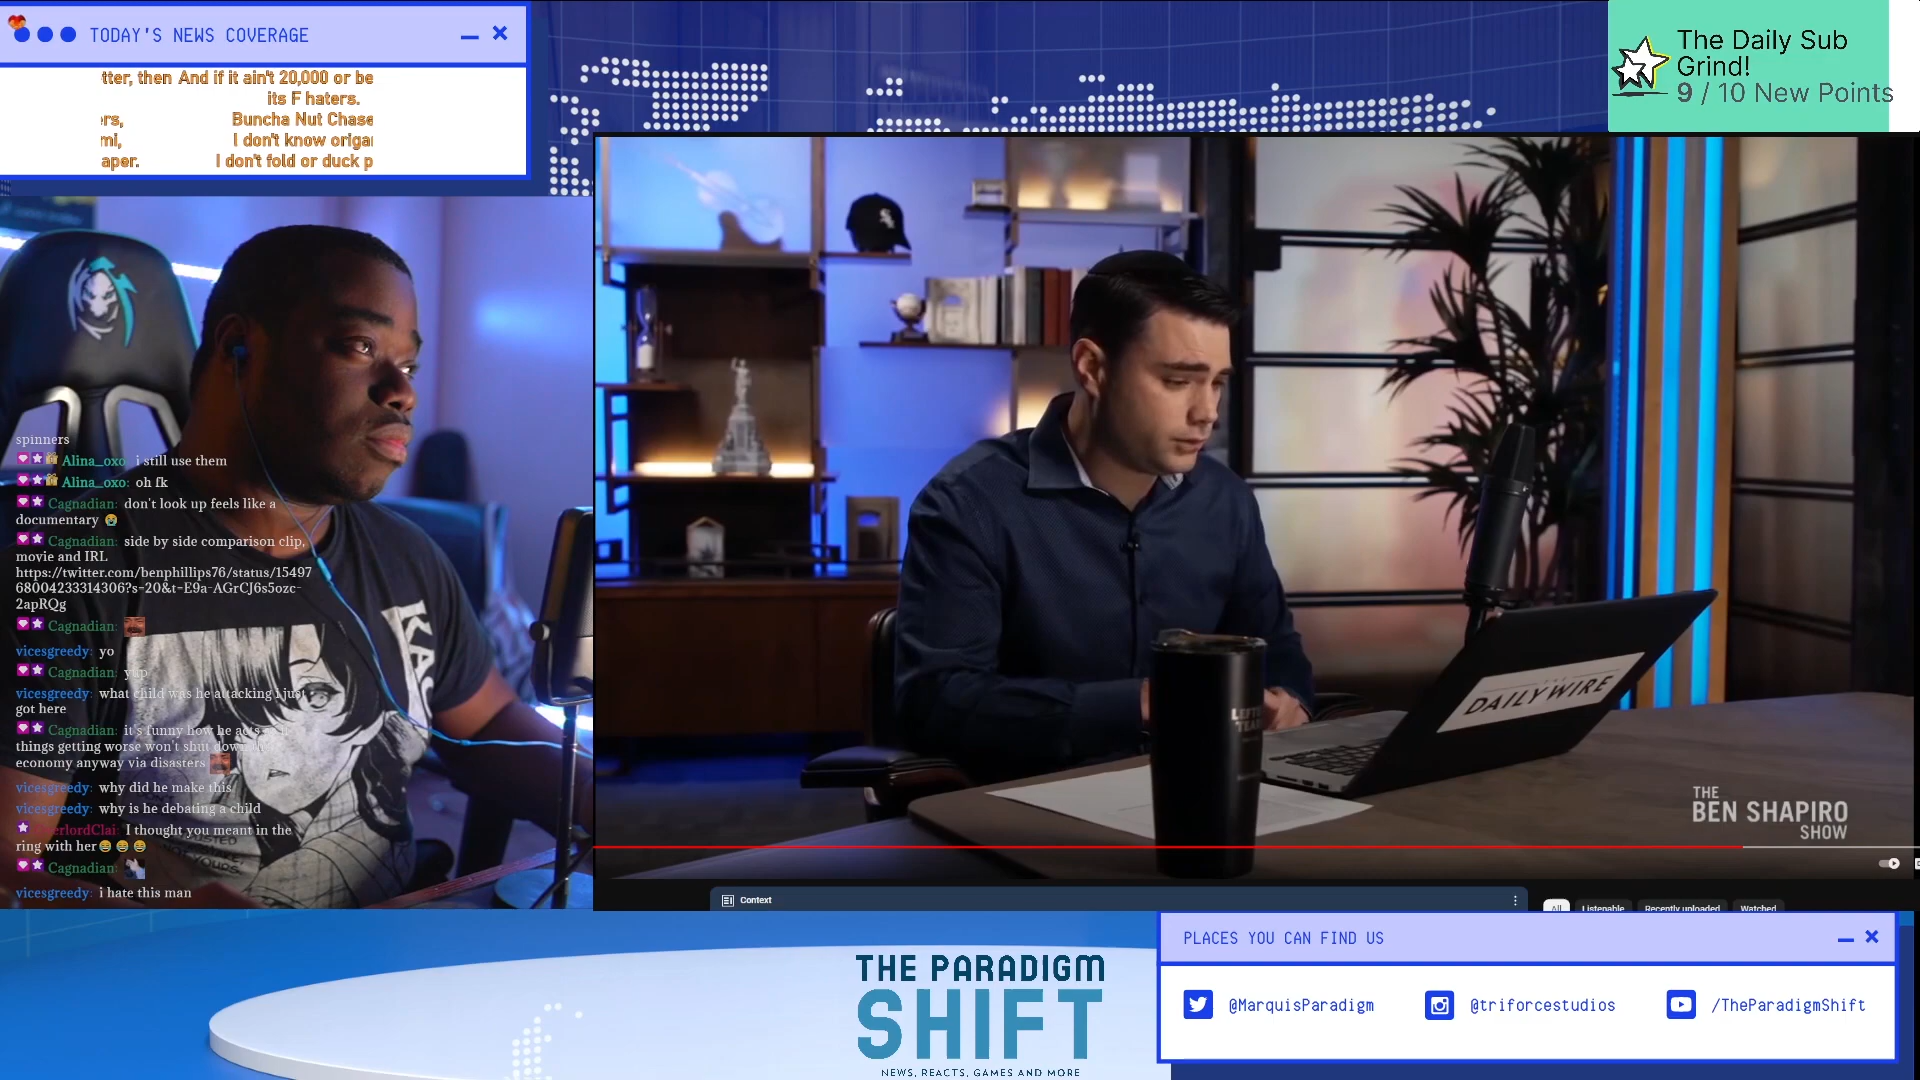 TODAY'S NEWS COVERAGE
tter, then And if it ain't 20,000 or be
its F haters.
rs, Buncha Nut Chase
mi, I don't know origa
aper. I don't fold or duck p
The Daily Sub
Grind!
9 / 10 New Points
spinners
Alina_oxo: i still use them
Alina_oxo: oh fk
Cagnadian: don't look up feels like a
documentary
Cagnadian: side by side comparison clip,
movie and IRL
https://twitter.com/benphillips76/status/15497
68004233314306?s=20&t=E9a-AGrCJ6s5ozc-
2apRQg
Cagnadian:
vicesgreedy: yo
Cagnadian: yup
vicesgreedy: what child was he attacking i just
got here
Cagnadian: it's funny how he acts
things getting worse won't shut down
economy anyway via disasters
vicesgreedy: why did he make this
vicesgreedy: why is he debating a child
OverlordClai: I thought you meant in the
ring with her
Cagnadian:
vicesgreedy: i hate this man
DAILYWIRE
THE
BEN SHAPIRO
SHOW
Context
All Listenable Recently uploaded Watched
THE PARADIGM
SHIFT
NEWS, REACTS, GAMES AND MORE
PLACES YOU CAN FIND US
@MarquisParadigm @triforcestudios /TheParadigmShift